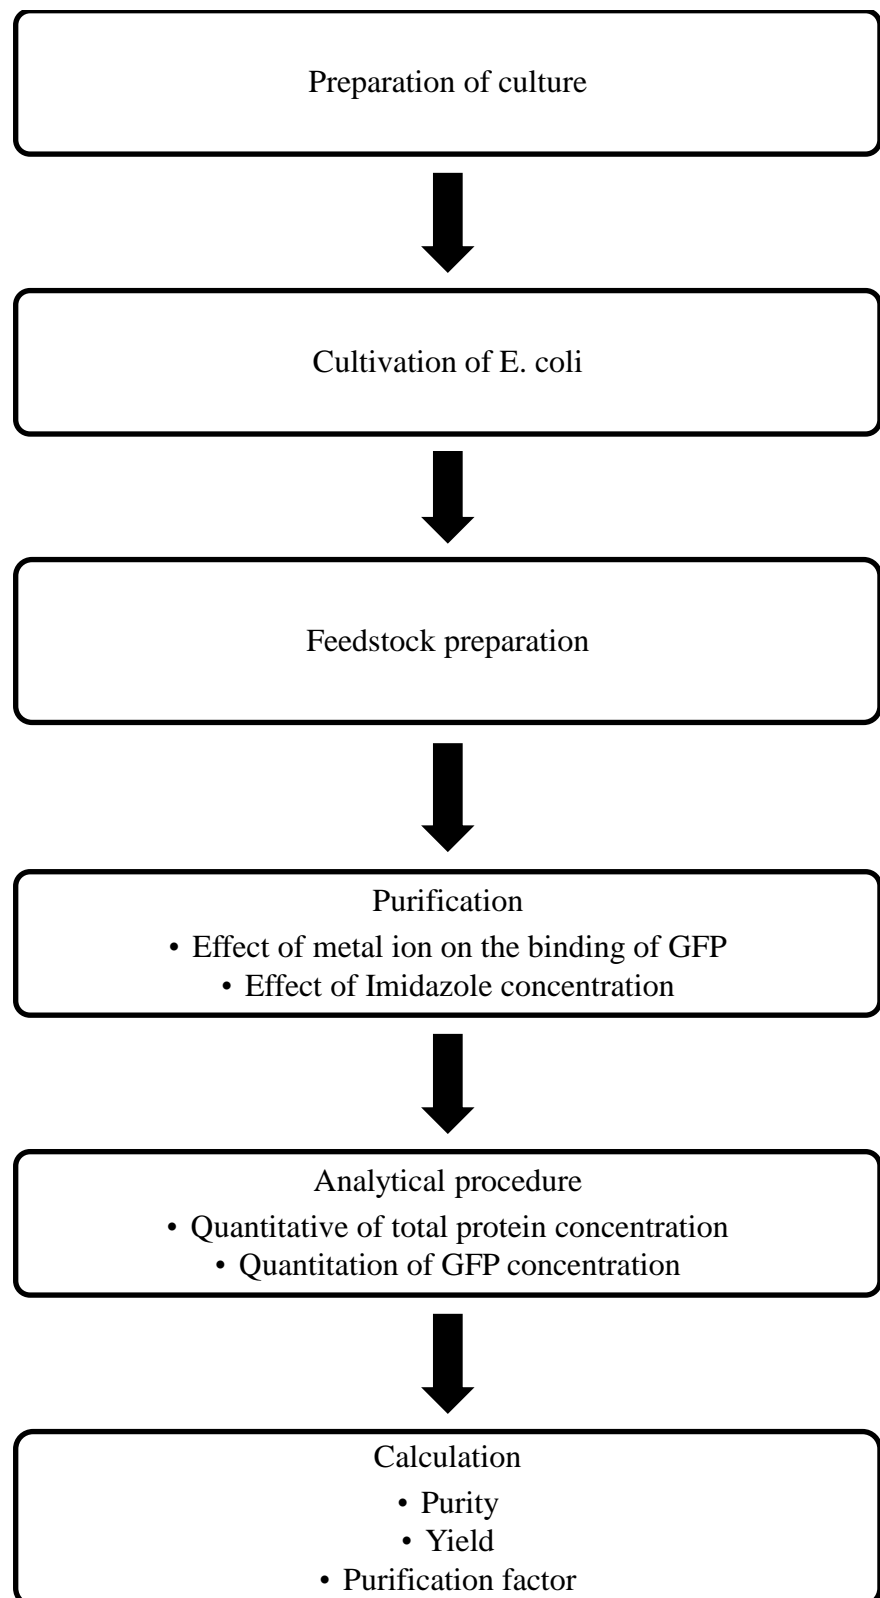 Preparation of culture
Cultivation of E. coli
Feedstock preparation
Purification
• Effect of metal ion on the binding of GFP
• Effect of Imidazole concentration
Analytical procedure
• Quantitative of total protein concentration
• Quantitation of GFP concentration
Calculation
• Purity
• Yield
• Purification factor